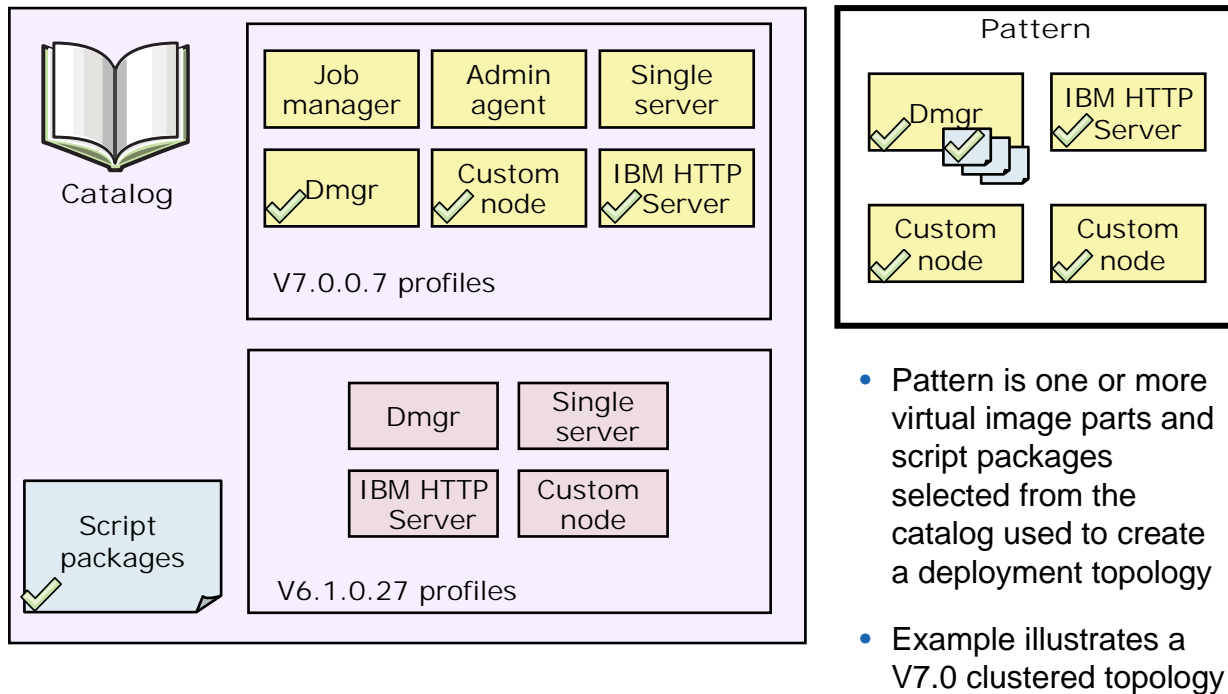 Catalog
Job
manager
Admin
agent
Single
server
Dmgr
Custom
node
IBM HTTP
Server
V7.0.0.7 profiles
Dmgr
Single
server
IBM HTTP
Server
Custom
node
V6.1.0.27 profiles
Script
packages
Pattern
Dmgr
IBM HTTP
Server
Custom
node
Custom
node
• Pattern is one or more
virtual image parts and
script packages
selected from the
catalog used to create
a deployment topology
• Example illustrates a
V7.0 clustered topology